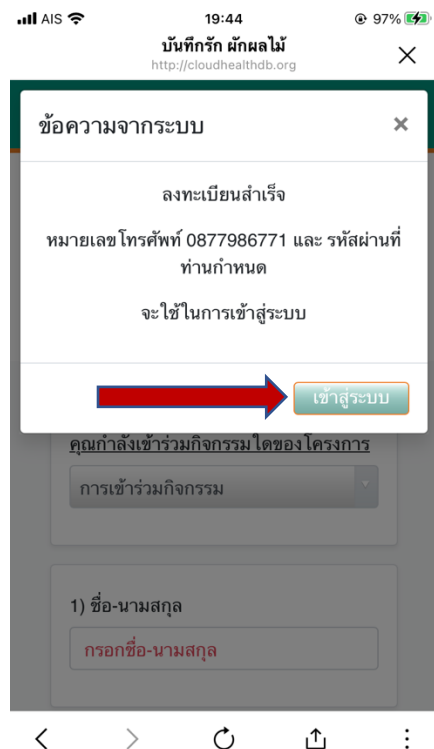 AIS
19:44
97%
บันทึกรัก ผักผลไม้
http://cloudhealthdb.org
ข้อความจากระบบ
ลงทะเบียนสำเร็จ
หมายเลขโทรศัพท์ 0877986771 และ รหัสผ่านที่
ท่านกำหนด
จะใช้ในการเข้าสู่ระบบ
เข้าสู่ระบบ
คุณกำลังเข้าร่วมกิจกรรมใดของโครงการ
การเข้าร่วมกิจกรรม
1) ชื่อ-นามสกุล
กรอกชื่อ-นามสกุล